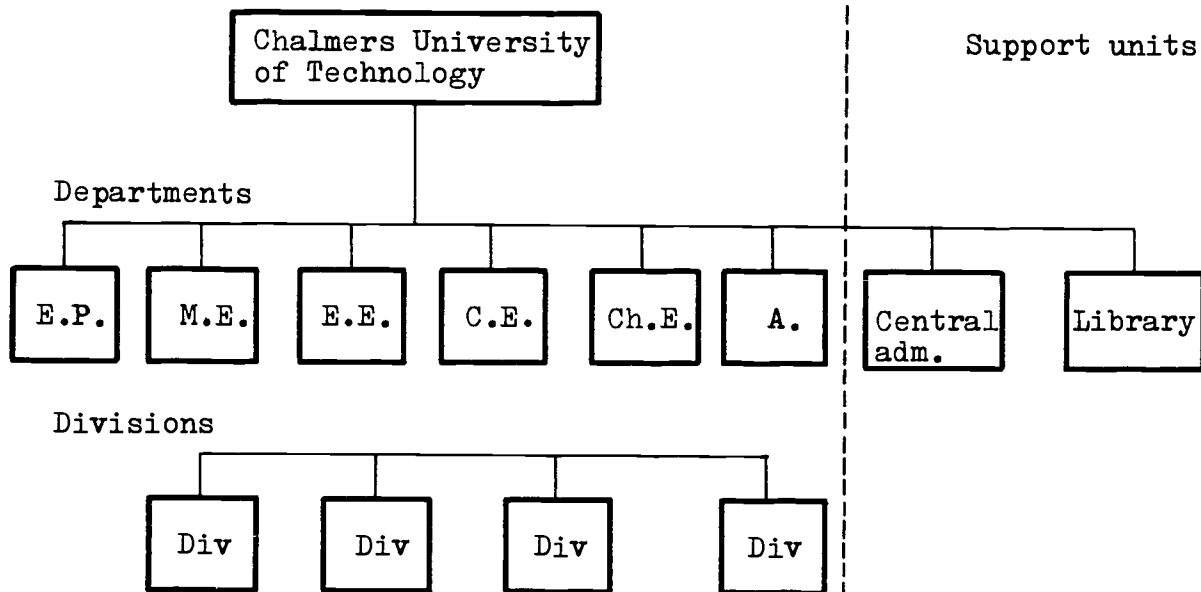 Chalmers University
of Technology
Support units
Departments
E.P.
M.E.
E.E.
C.E.
Ch.E.
A.
Central
adm.
Library
Divisions
Div
Div
Div
Div